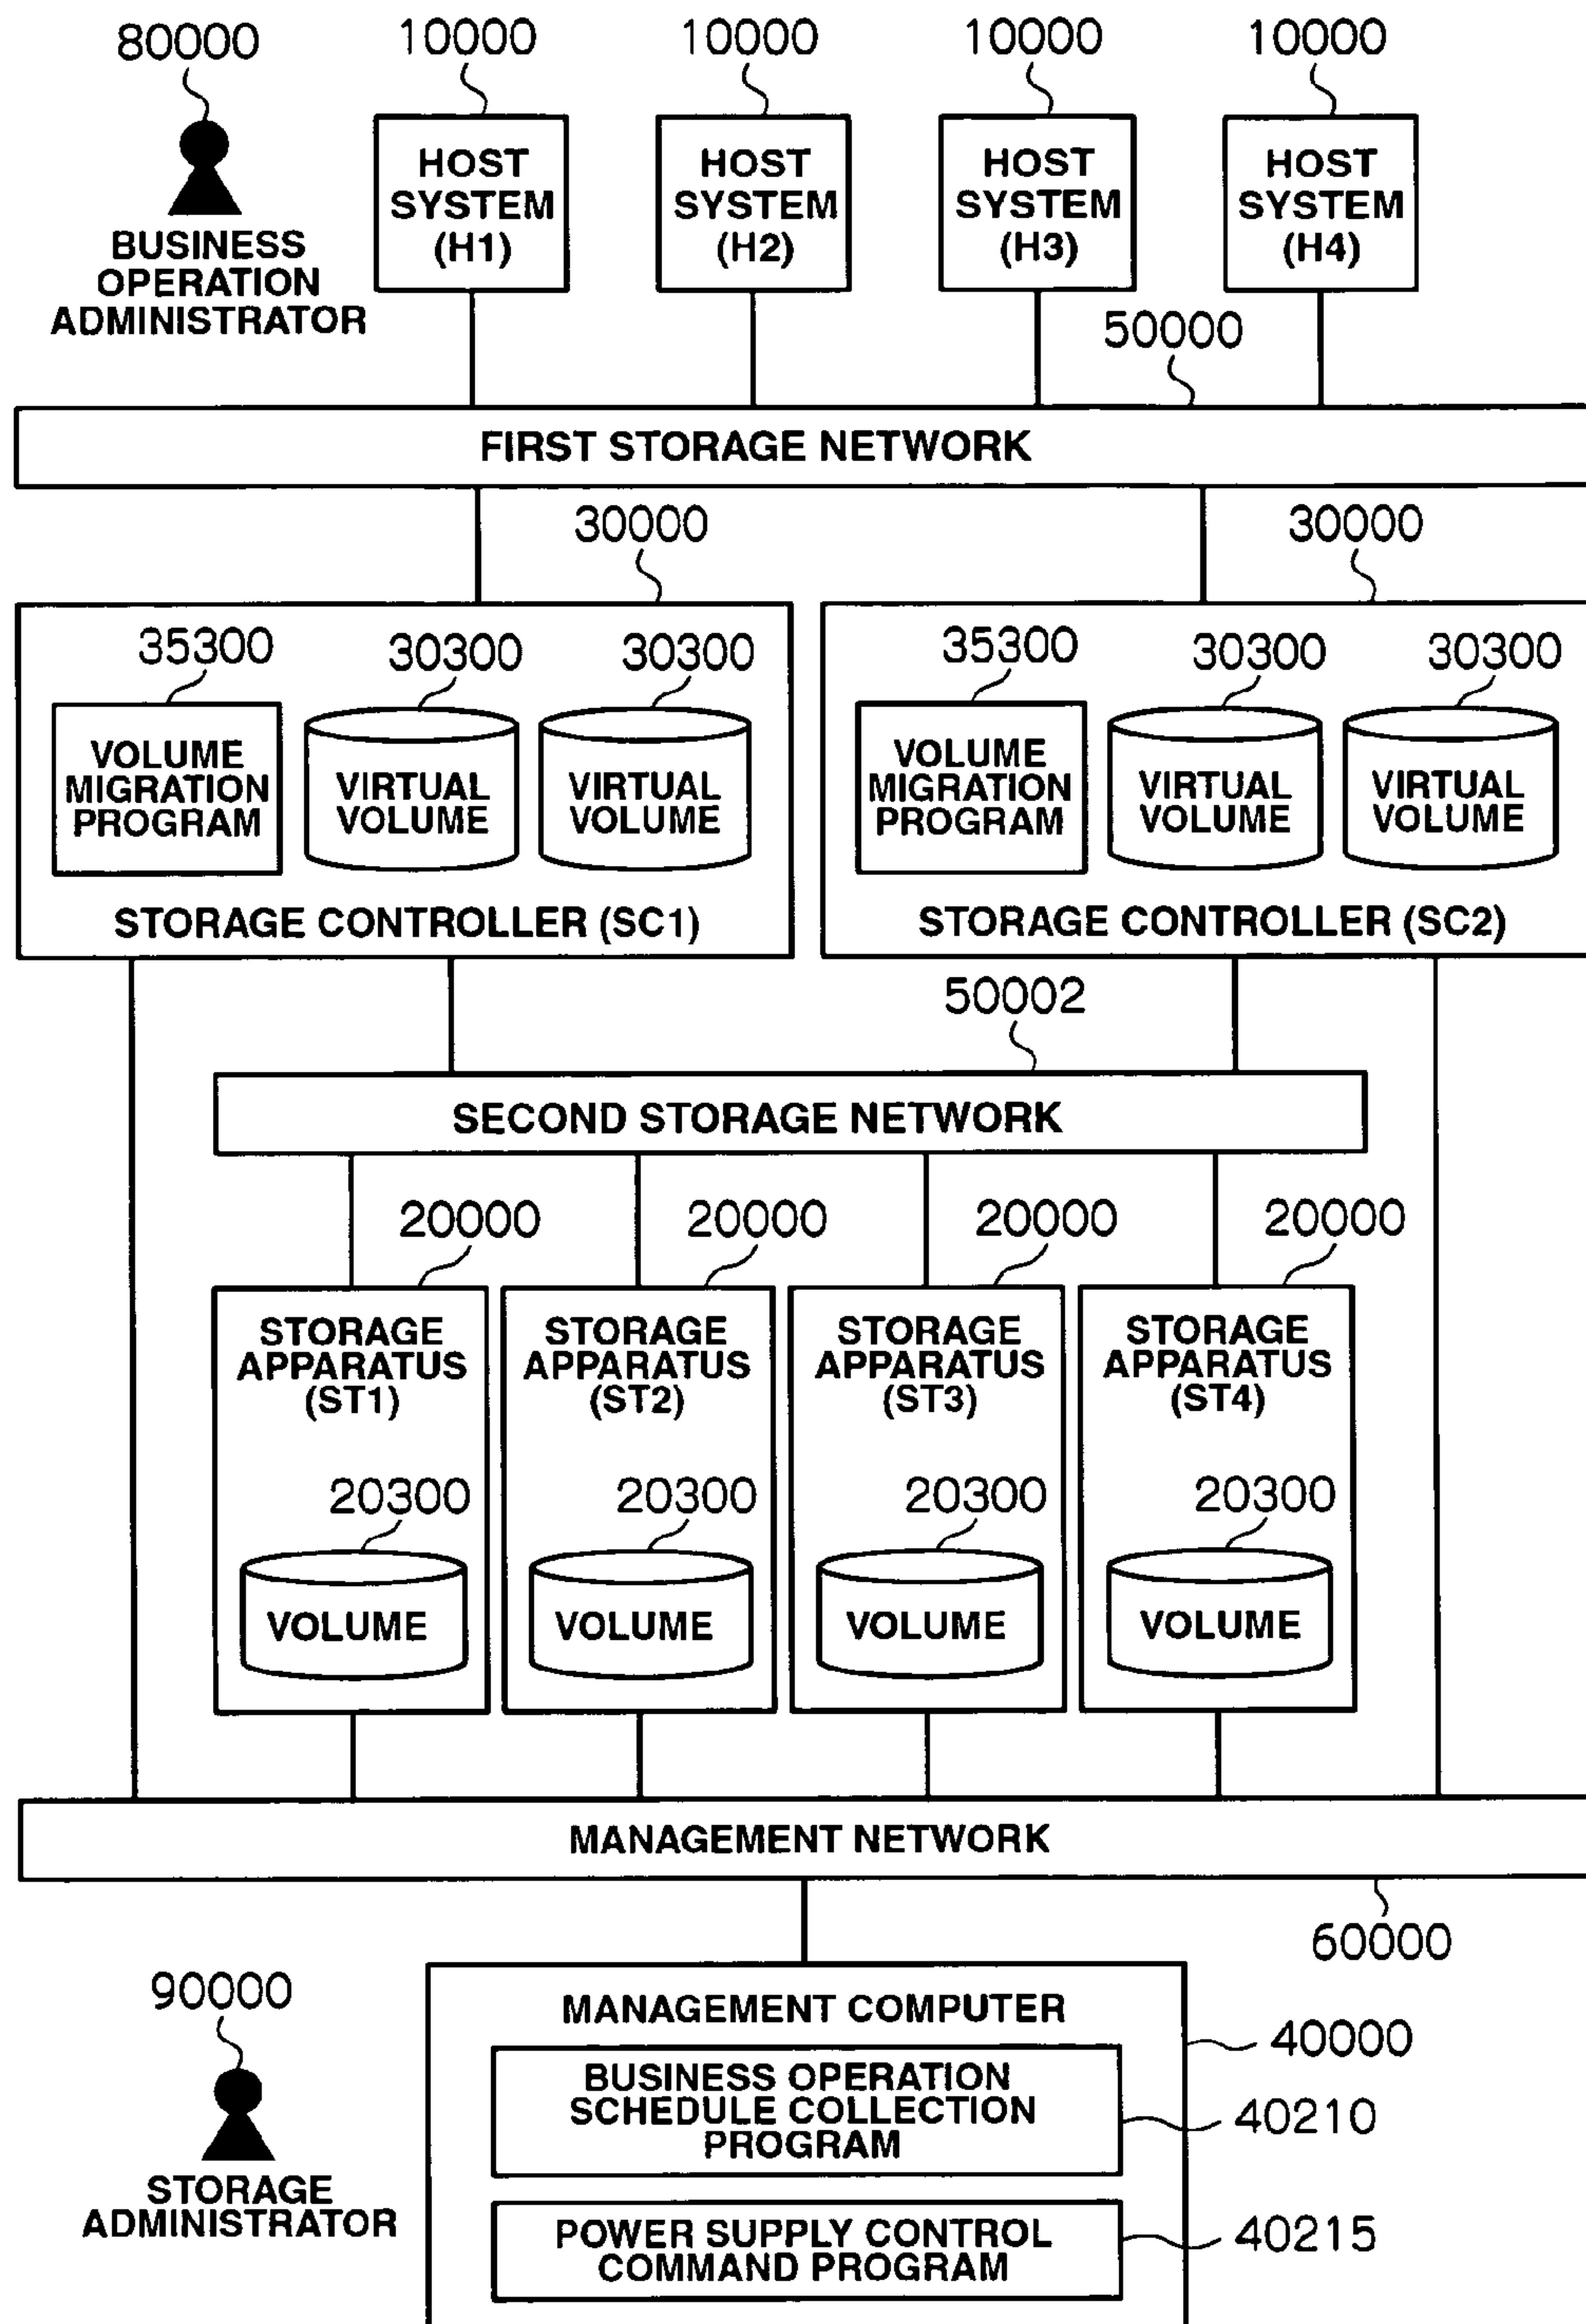 80000
10000
10000
10000
10000
HOST
SYSTEM
(H1)
HOST
SYSTEM
(H2)
HOST
SYSTEM
(H3)
HOST
SYSTEM
(H4)
BUSINESS
OPERATION
ADMINISTRATOR
50000
FIRST STORAGE NETWORK
30000
30000
35300
30300
30300
VOLUME
MIGRATION
PROGRAM
VIRTUAL
VOLUME
VIRTUAL
VOLUME
STORAGE CONTROLLER (SC1)
35300
30300
30300
VOLUME
MIGRATION
PROGRAM
VIRTUAL
VOLUME
VIRTUAL
VOLUME
STORAGE CONTROLLER (SC2)
50002
SECOND STORAGE NETWORK
20000
20000
20000
20000
STORAGE
APPARATUS
(ST1)
20300
VOLUME
STORAGE
APPARATUS
(ST2)
20300
VOLUME
STORAGE
APPARATUS
(ST3)
20300
VOLUME
STORAGE
APPARATUS
(ST4)
20300
VOLUME
MANAGEMENT NETWORK
60000
90000
STORAGE
ADMINISTRATOR
MANAGEMENT COMPUTER
40000
BUSINESS OPERATION
SCHEDULE COLLECTION
PROGRAM
40210
POWER SUPPLY CONTROL
COMMAND PROGRAM
40215